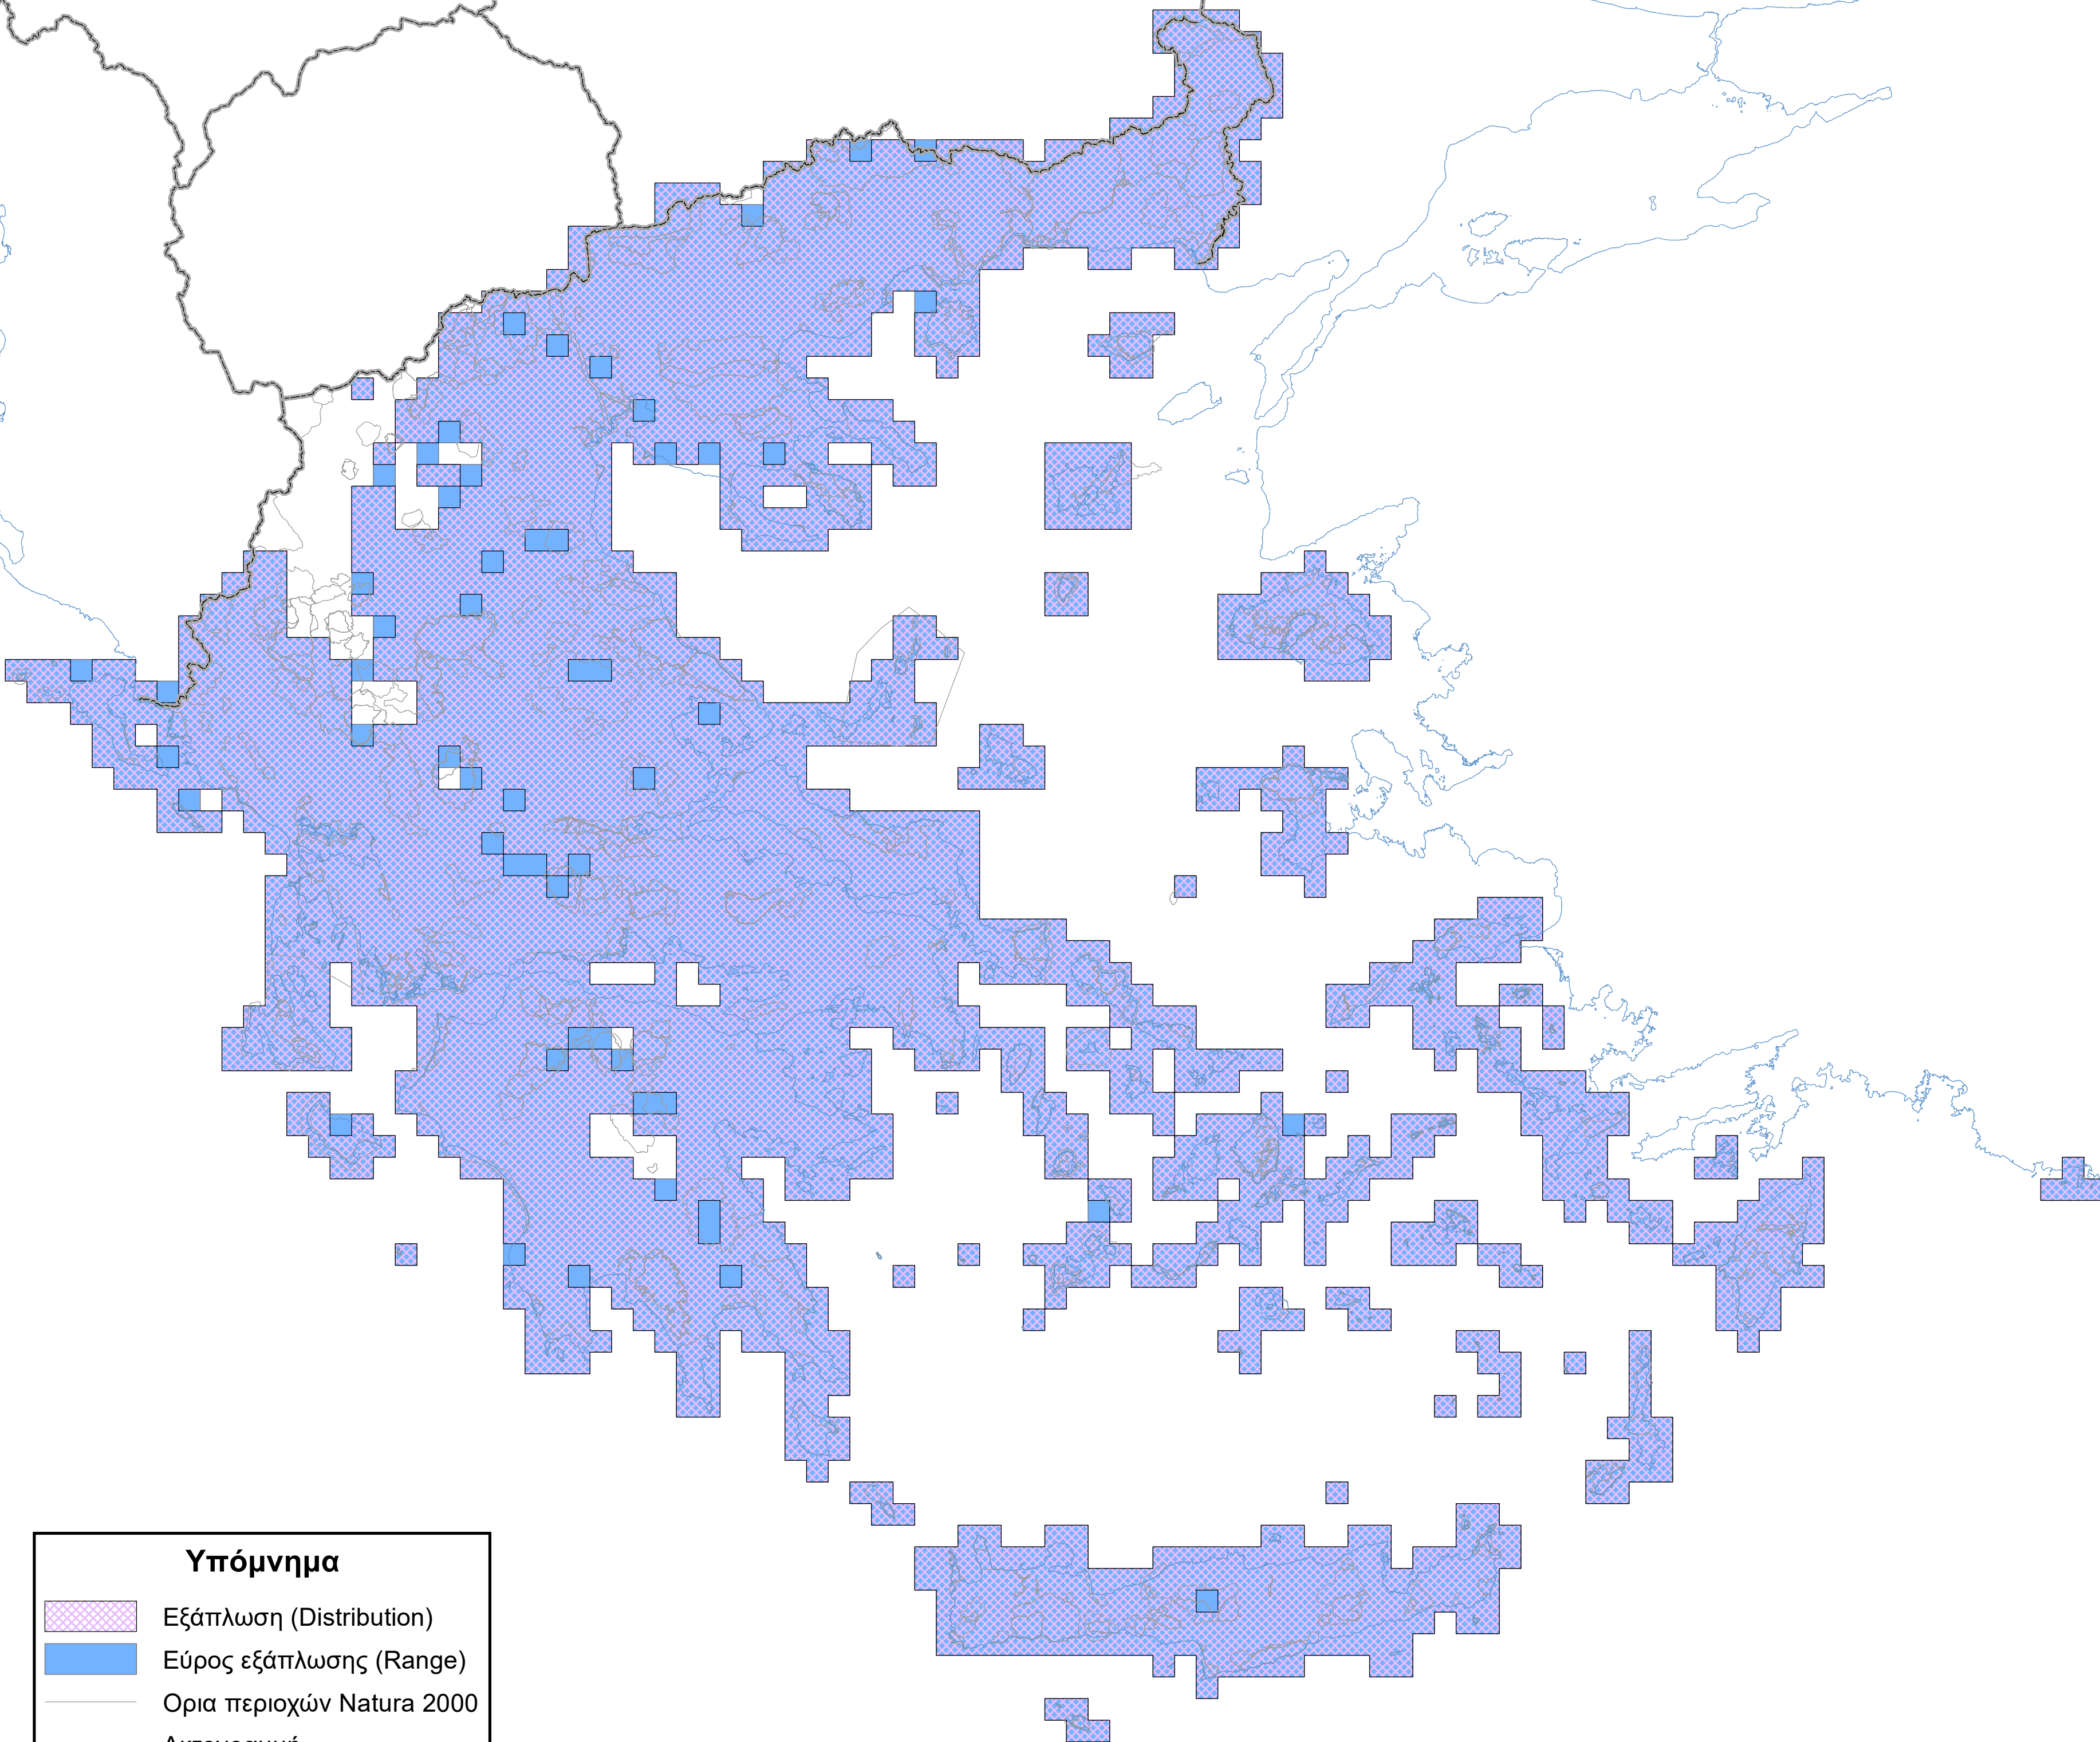 Υπόμνημα
Εξάπλωση (Distribution)
Εύρος εξάπλωσης (Range)
Ορια περιοχών Natura 2000